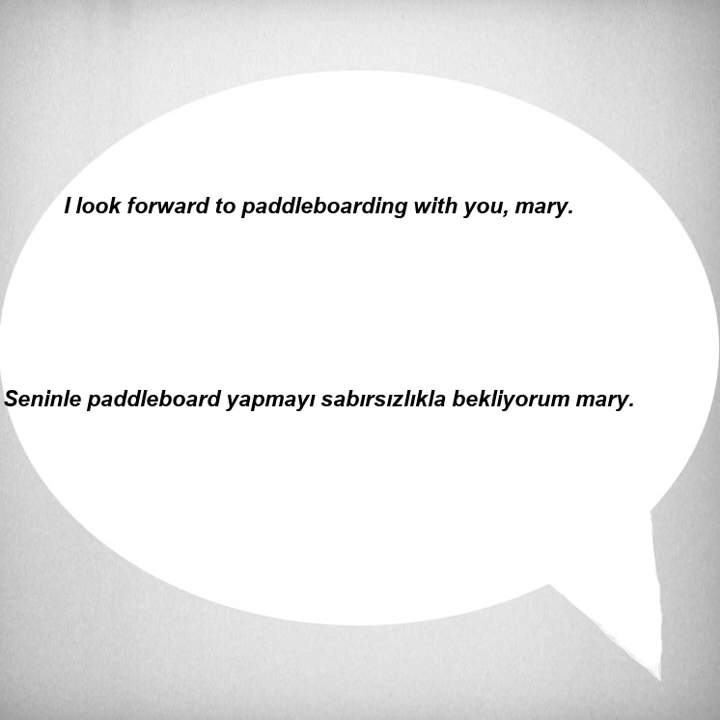 I look forward to paddleboarding with you, mary.
Seninle paddleboard yapmayı sabırsızlıkla bekliyorum mary.